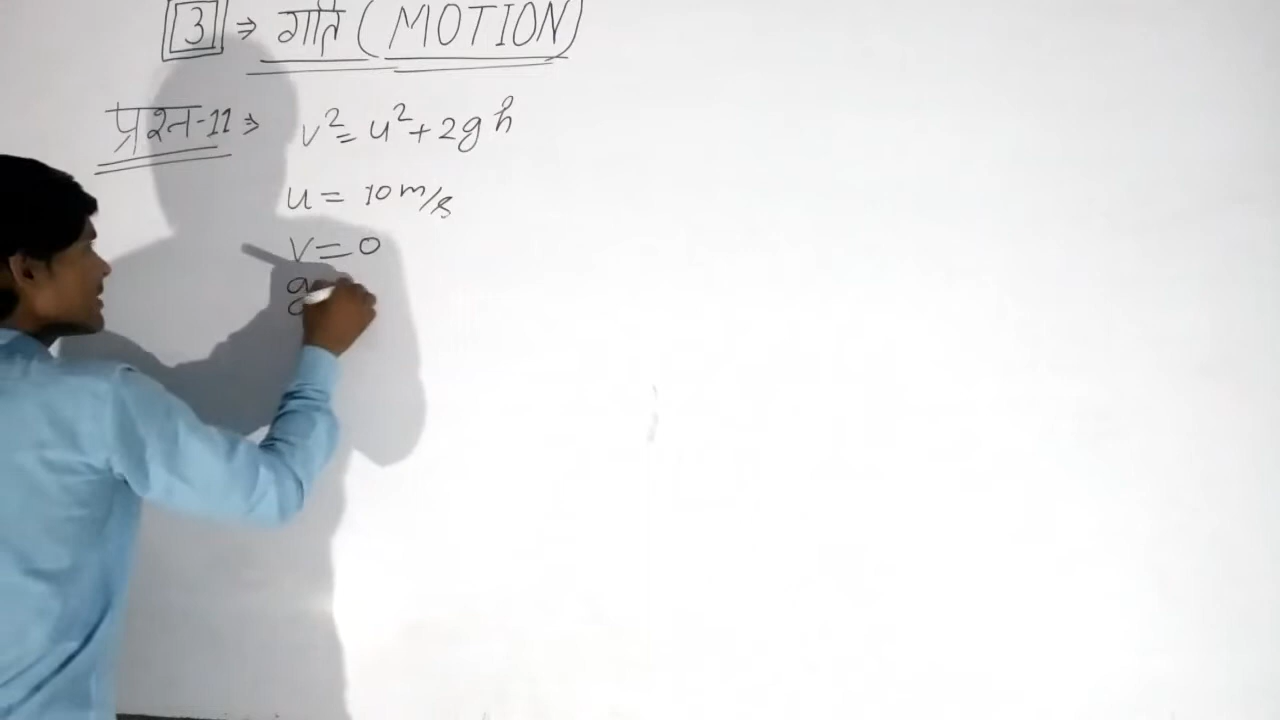 3 ⇒ गति (MOTION)
प्रश्न-11 ⇒ v²=u²+2gh
u = 10 m/s
v=0